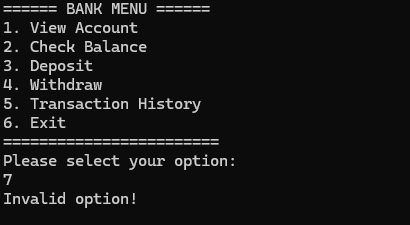 ====== BANK MENU ======
1. View Account
2. Check Balance
3. Deposit
4. Withdraw
5. Transaction History
6. Exit
========================
Please select your option:
7
Invalid option!